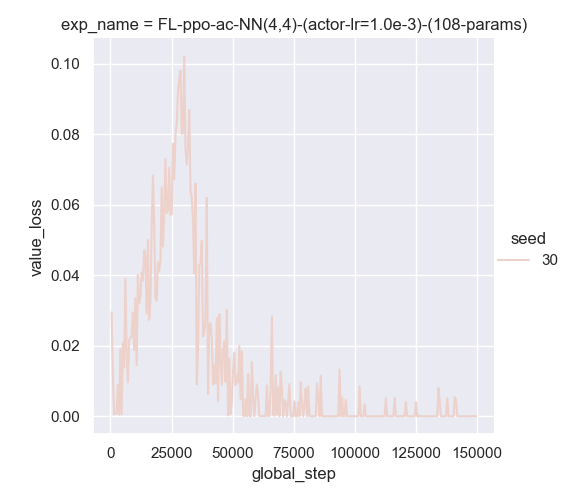 exp_name = FL-ppo-ac-NN(4,4)-(actor-lr=1.0e-3)-(108-params)
0.10
0.08
0.06
0.04
0.02
0.00
value_loss
0 25000 50000 75000 100000 125000 150000
global_step
seed
30